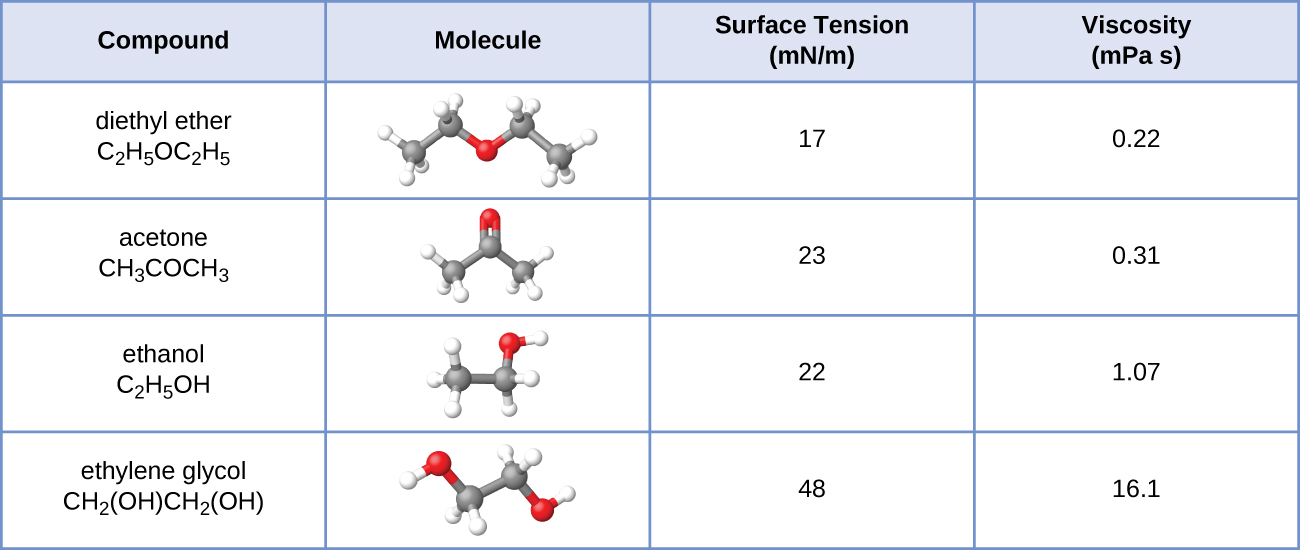 Compound
Molecule
Surface Tension
(mN/m)
Viscosity
(mPa s)
diethyl ether
C₂H₅OC₂H₅
17
0.22
acetone
CH₃COCH₃
23
0.31
ethanol
C₂H₅OH
22
1.07
ethylene glycol
CH₂(OH)CH₂(OH)
48
16.1